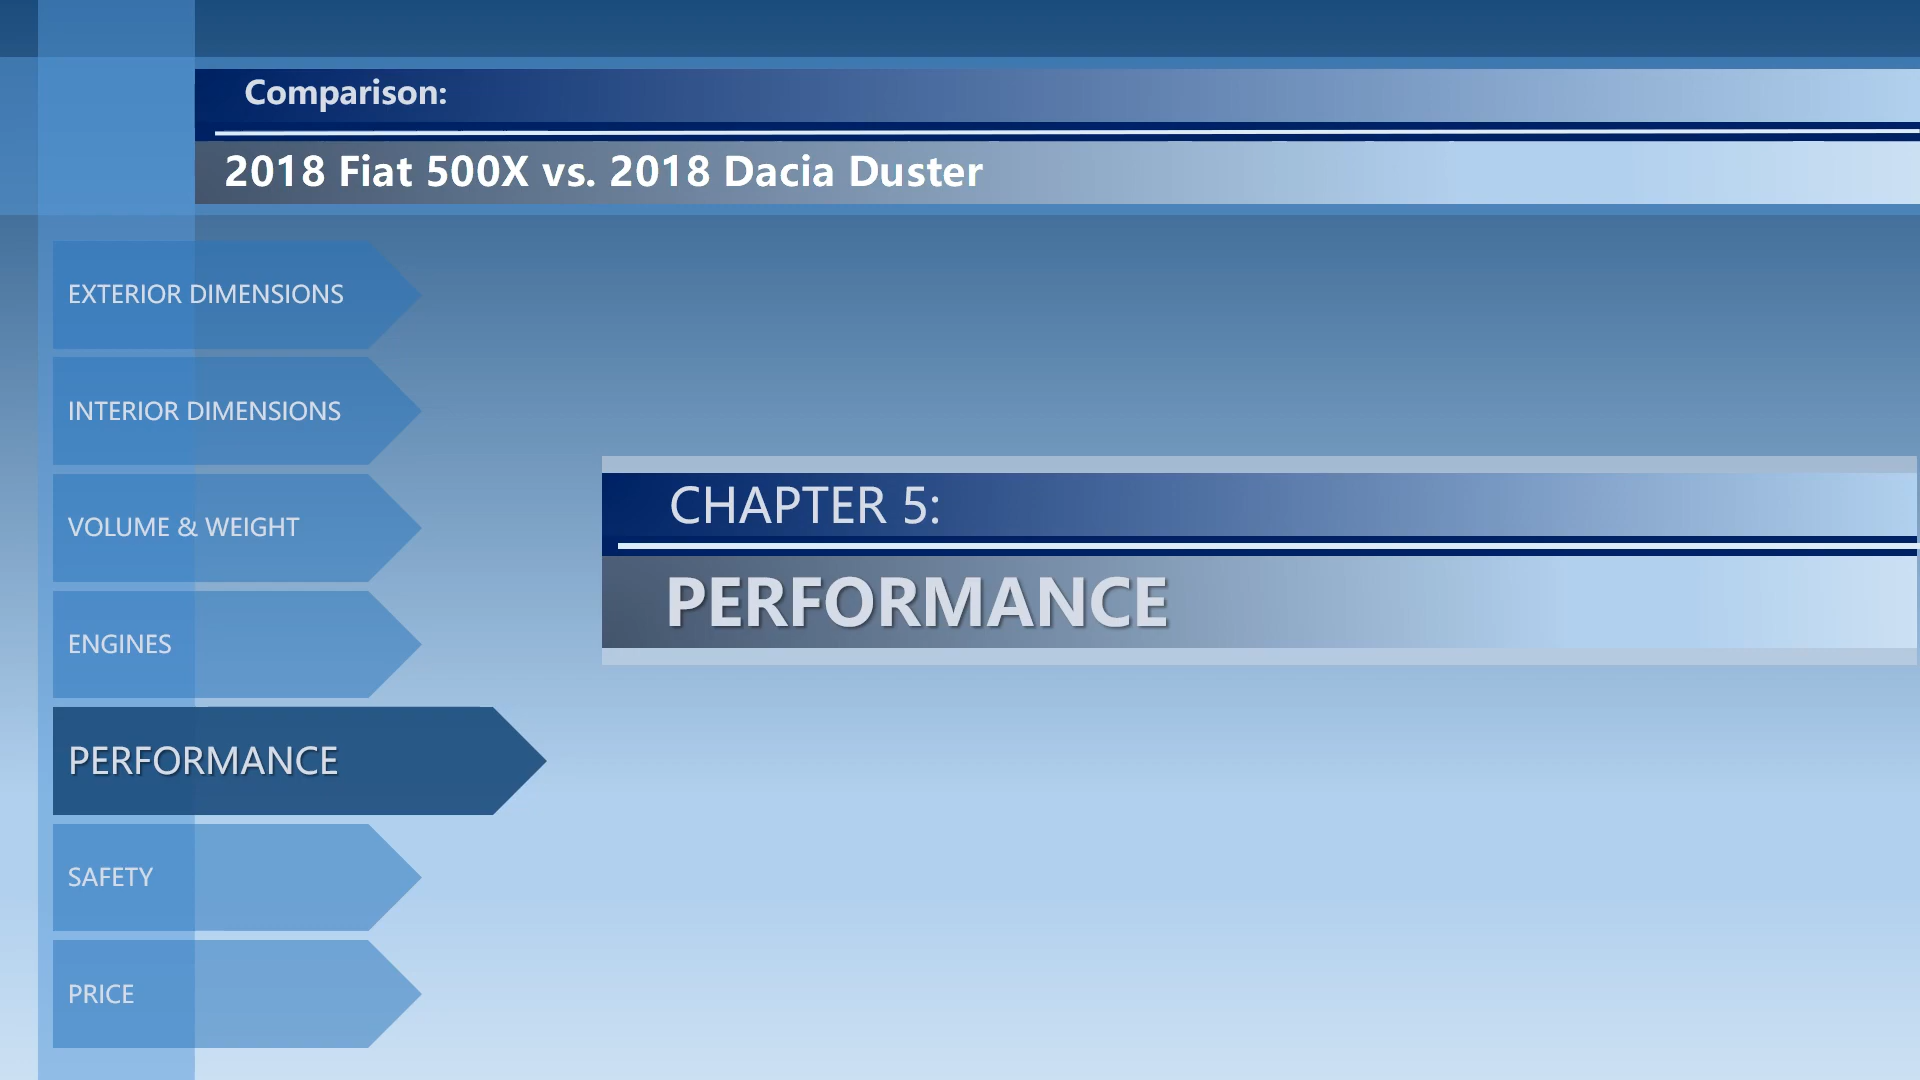 Comparison:
2018 Fiat 500X vs. 2018 Dacia Duster
EXTERIOR DIMENSIONS
INTERIOR DIMENSIONS
VOLUME & WEIGHT
ENGINES
PERFORMANCE
SAFETY
PRICE
CHAPTER 5:
PERFORMANCE